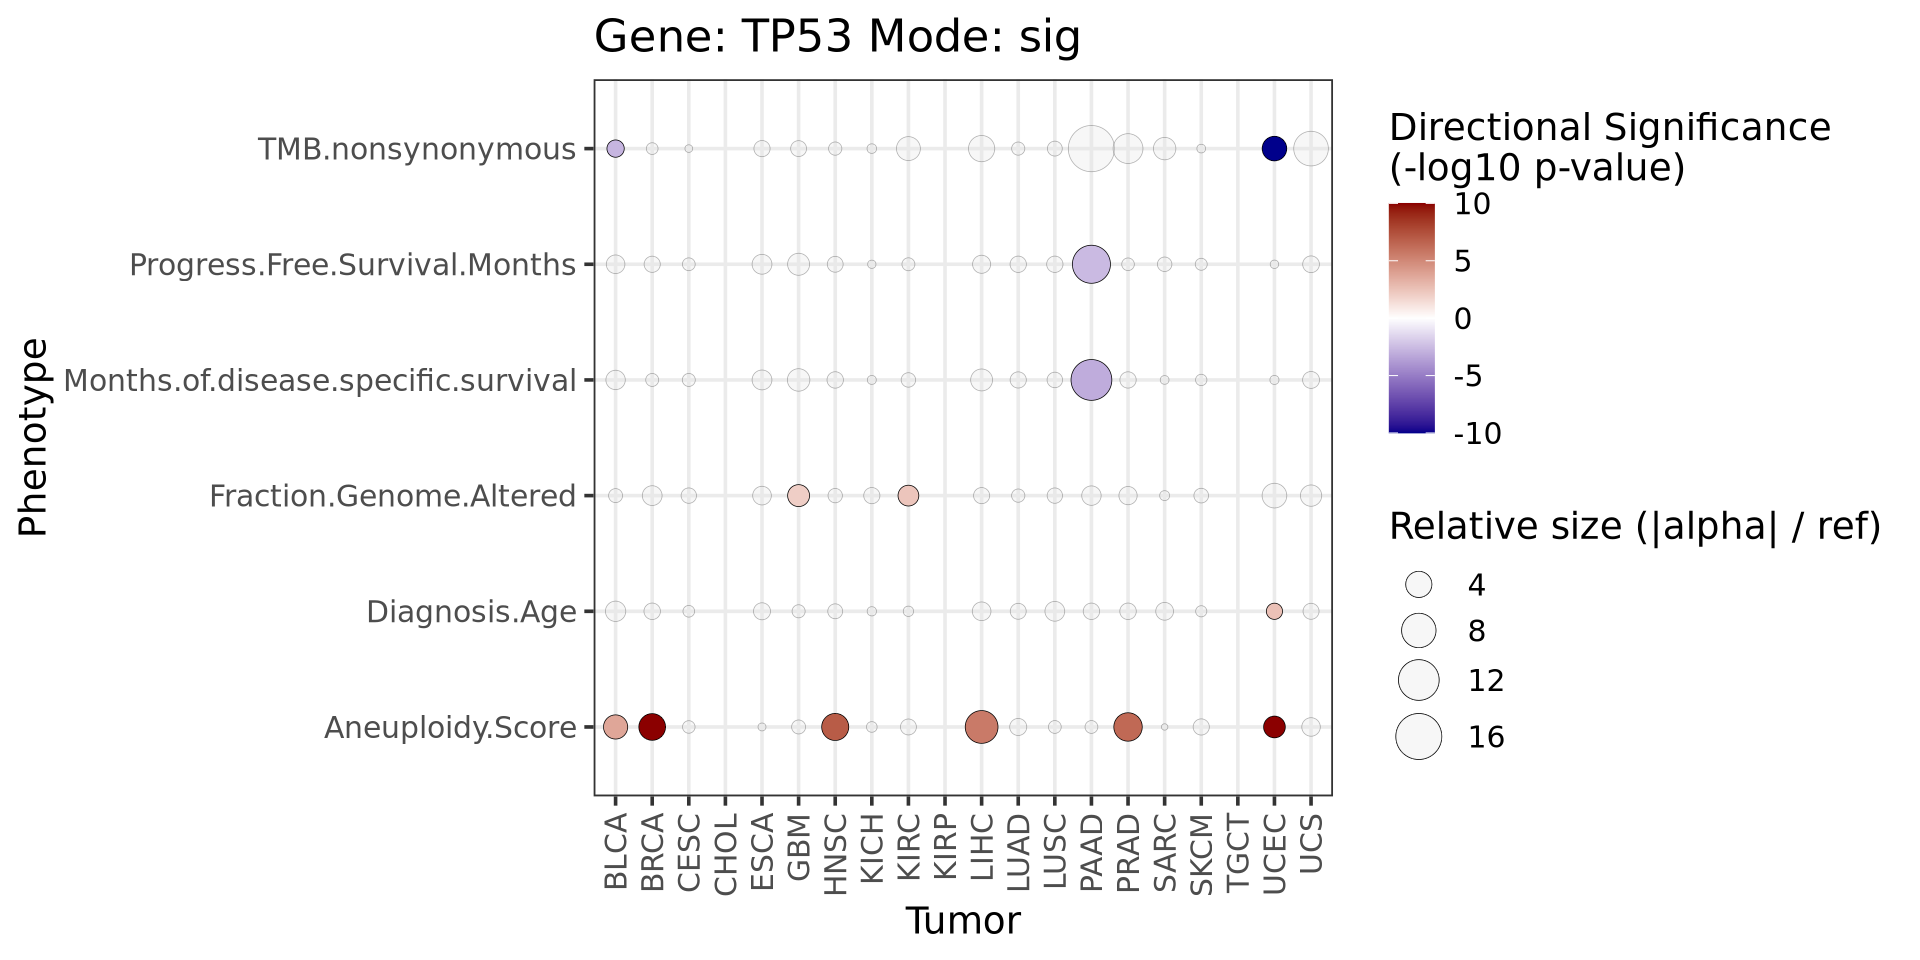 Gene: TP53 Mode: sig
Phenotype
TMB.nonsynonymous
Progress.Free.Survival.Months
Months.of.disease.specific.survival
Fraction.Genome.Altered
Diagnosis.Age
Aneuploidy.Score
BLCA
BRCA
CESC
CHOL
ESCA
GBM
HNSC
KICH
KIRC
KIRP
LIHC
LUAD
LUSC
PAAD
PRAD
SARC
SKCM
TGCT
UCEC
UCS
Tumor
Directional Significance
(-log10 p-value)
10
5
0
-5
-10
Relative size (|alpha| / ref)
4
8
12
16